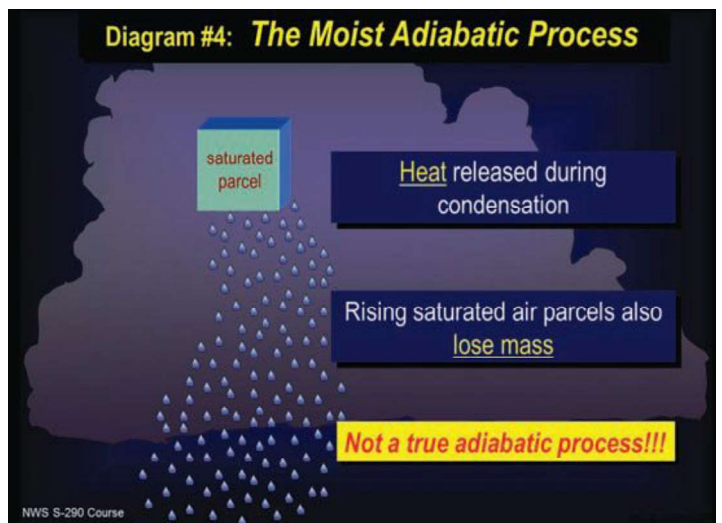 Diagram #4: The Moist Adiabatic Process
saturated
parcel
Heat released during
condensation
Rising saturated air parcels also
lose mass
Not a true adiabatic process!!!
NWS S-290 Course